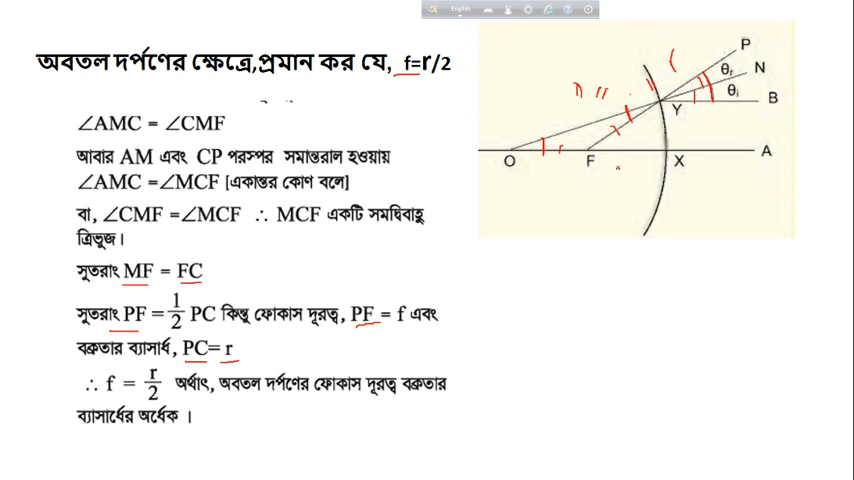 English
অবতল দর্পণের ক্ষেত্রে,প্রমান কর যে, f=r/2
∠AMC = ∠CMF
আবার AM এবং CP পরস্পর সমান্তরাল হওয়ায়
∠AMC =∠MCF [একান্তর কোণ বলে]
বা, ∠CMF =∠MCF ∴ MCF একটি সমদ্বিবাহু
ত্রিভুজ।
সুতরাং MF = FC
সুতরাং PF = 1/2 PC কিন্তু ফোকাস দূরত্ব, PF = f এবং
বক্রতার ব্যাসার্ধ, PC= r
∴ f = r/2 অর্থাৎ, অবতল দর্পণের ফোকাস দূরত্ব বক্রতার
ব্যাসার্ধের অর্ধেক ।
P
θr
N
θi
B
Y
O
F
X
A